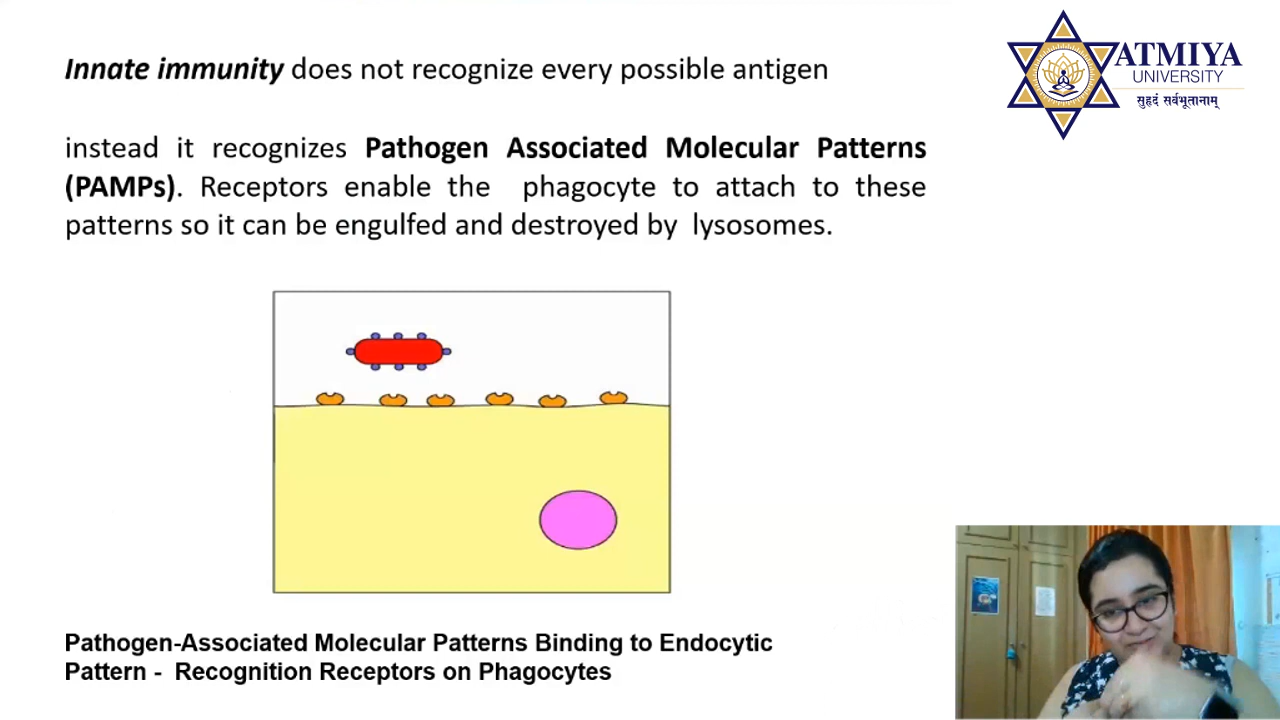 Innate immunity does not recognize every possible antigen
instead it recognizes Pathogen Associated Molecular Patterns
(PAMPs). Receptors enable the phagocyte to attach to these
patterns so it can be engulfed and destroyed by lysosomes.
Pathogen-Associated Molecular Patterns Binding to Endocytic
Pattern - Recognition Receptors on Phagocytes
ATMIYA
UNIVERSITY
सुहृदं सर्वभूतानाम्